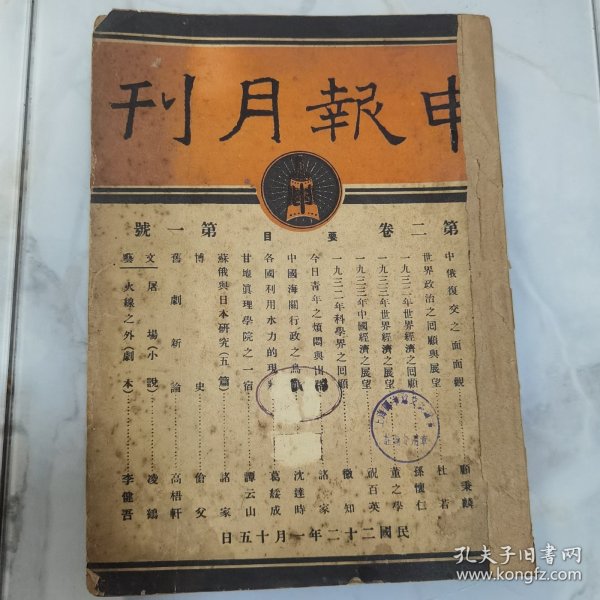 申報月刊
第二卷
要目
第一號
中俄復交之面面觀………顧秉麟
世界政治之回顧與展望………杜若
一九三二年世界經濟之回顧………孫懷仁
一九三三年世界經濟之展望………董之學
一九三三年中國經濟之展望………祝百英
一九三二年科學界之回顧………微知
今日青年之煩悶與出路………諸家
中國海關行政之鳥瞰………沈達時
各國利用水力的現………葛綏成
甘地眞理學院之一宿………譚云山
蘇俄與日本研究(五篇)………諸家
博史………傖父
舊劇新論………高梧軒
文藝
屠場(小說)………凌鶴
火線之外(劇本)………李健吾
民國二十二年一月十五日
孔夫子旧书网
www.kongfz.com